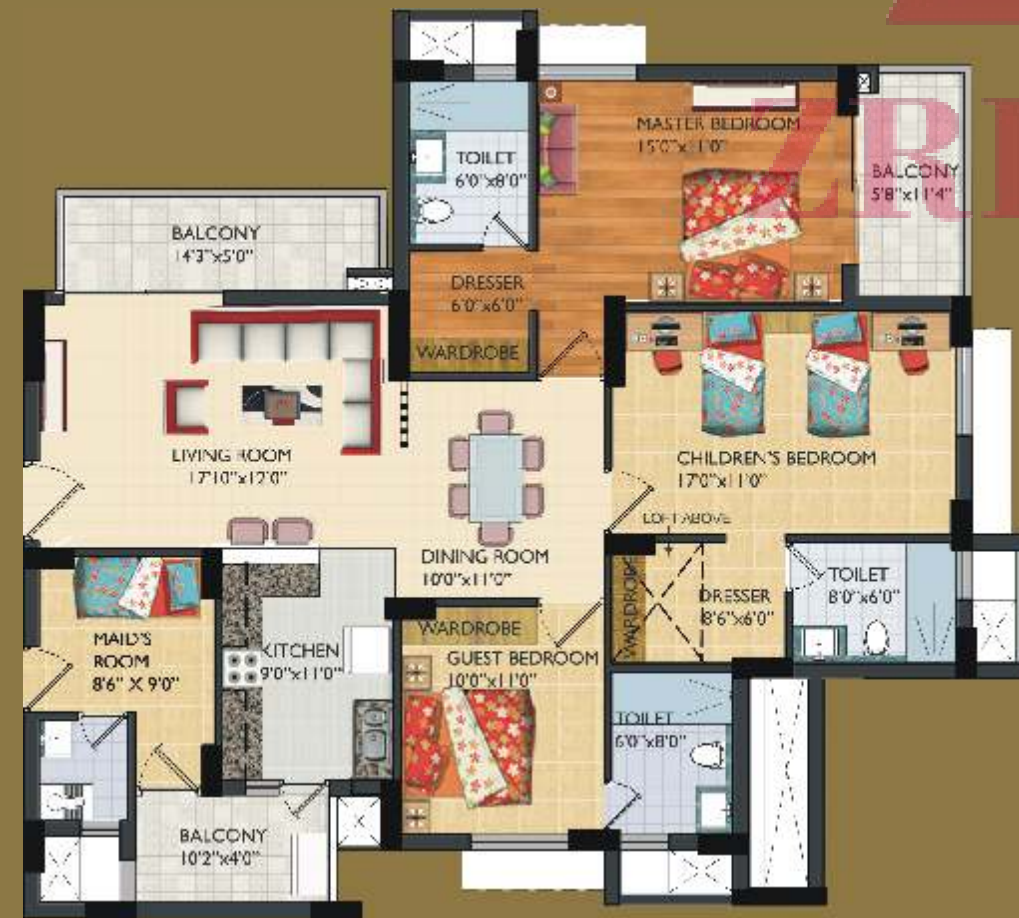 ZRI
MASTER BEDROOM
15'0"x11'0"
TOILET
6'0"x8'0"
BALCONY
5'8"x11'4"
BALCONY
14'3"x5'0"
DRESSER
6'0"x6'0"
WARDROBE
LIVING ROOM
17'10"x12'0"
CHILDREN'S BEDROOM
17'0"x11'0"
LOFT ABOVE
DINING ROOM
10'0"x11'0"
WARDROBE
DRESSER
8'6"x6'0"
TOILET
8'0"x6'0"
MAID'S
ROOM
8'6" X 9'0"
KITCHEN
9'0"x11'0"
WARDROBE
GUEST BEDROOM
10'0"x11'0"
TOILET
6'0"x8'0"
BALCONY
10'2"x4'0"